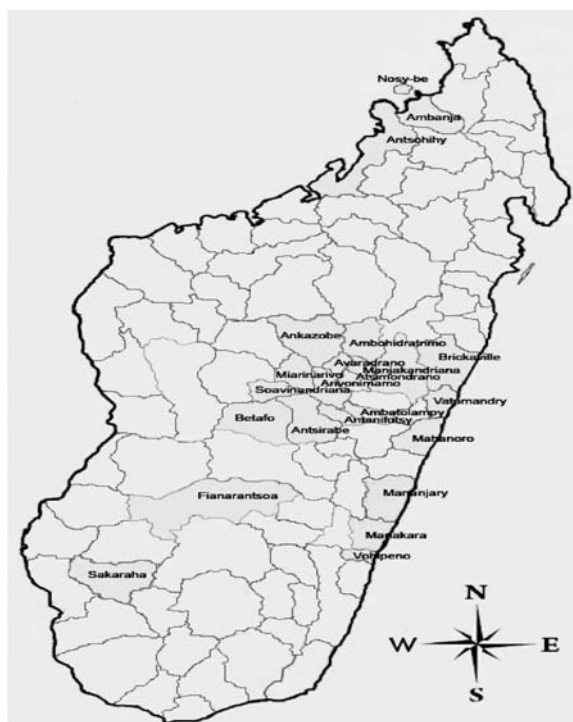 Nosy-be
Ambanja
Antsohihy
Ankazobe
Ambohidratrimo
Brickaville
Avaradrano
Manjakandriana
Miarinarivo
Atsimondrano
Arivonimamo
Soavinandriana
Vatomandry
Ambatolampy
Betafo
Antanifotsy
Antsirabe
Mahanoro
Fianarantsoa
Mananjary
Manakara
Vohipeno
Sakaraha
N
W
E
S